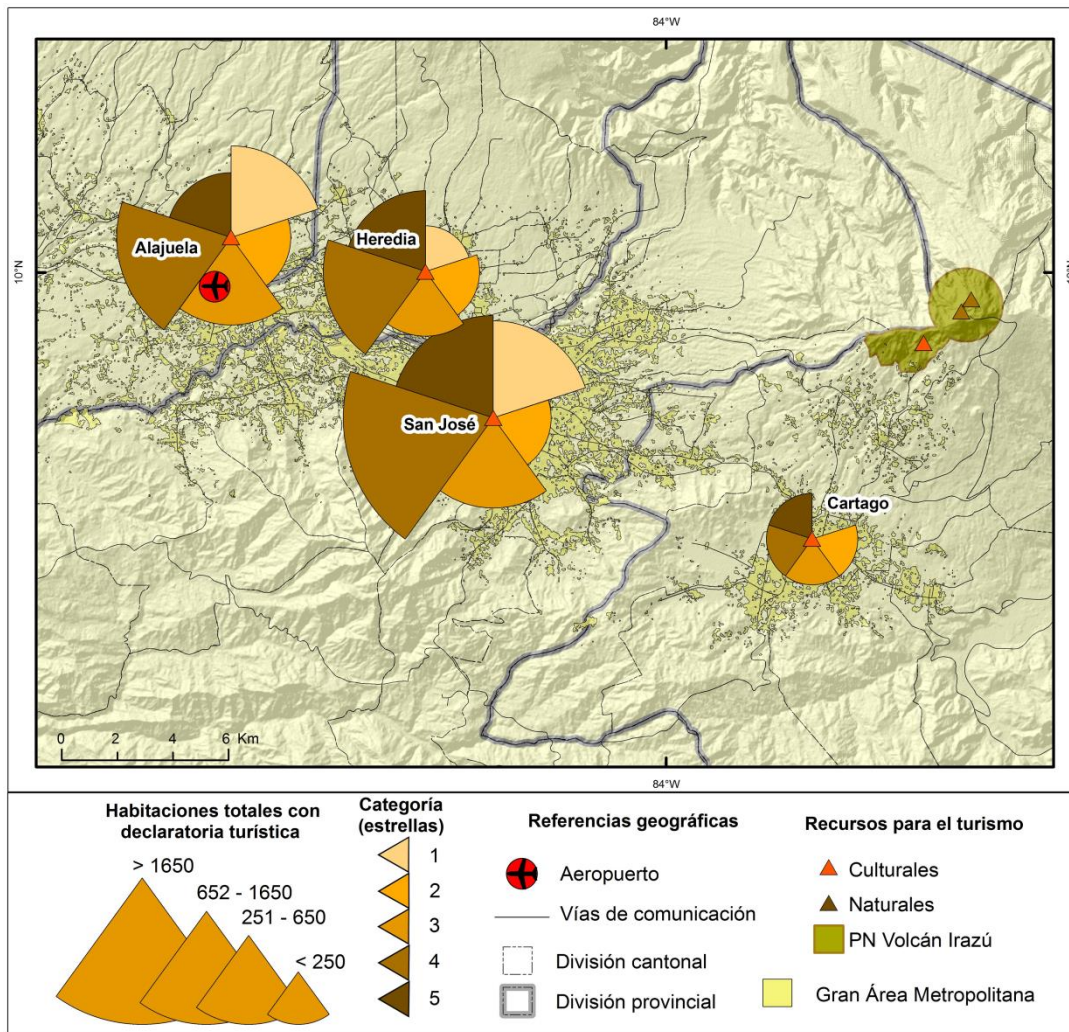 84°W
10°N
10°N
Alajuela
Heredia
San José
Cartago
0 2 4 6 Km
84°W
Habitaciones totales con
declaratoria turística
> 1650
652 - 1650
251 - 650
< 250
Categoría
(estrellas)
1
2
3
4
5
Referencias geográficas
Aeropuerto
Vías de comunicación
División cantonal
División provincial
Recursos para el turismo
Culturales
Naturales
PN Volcán Irazú
Gran Área Metropolitana